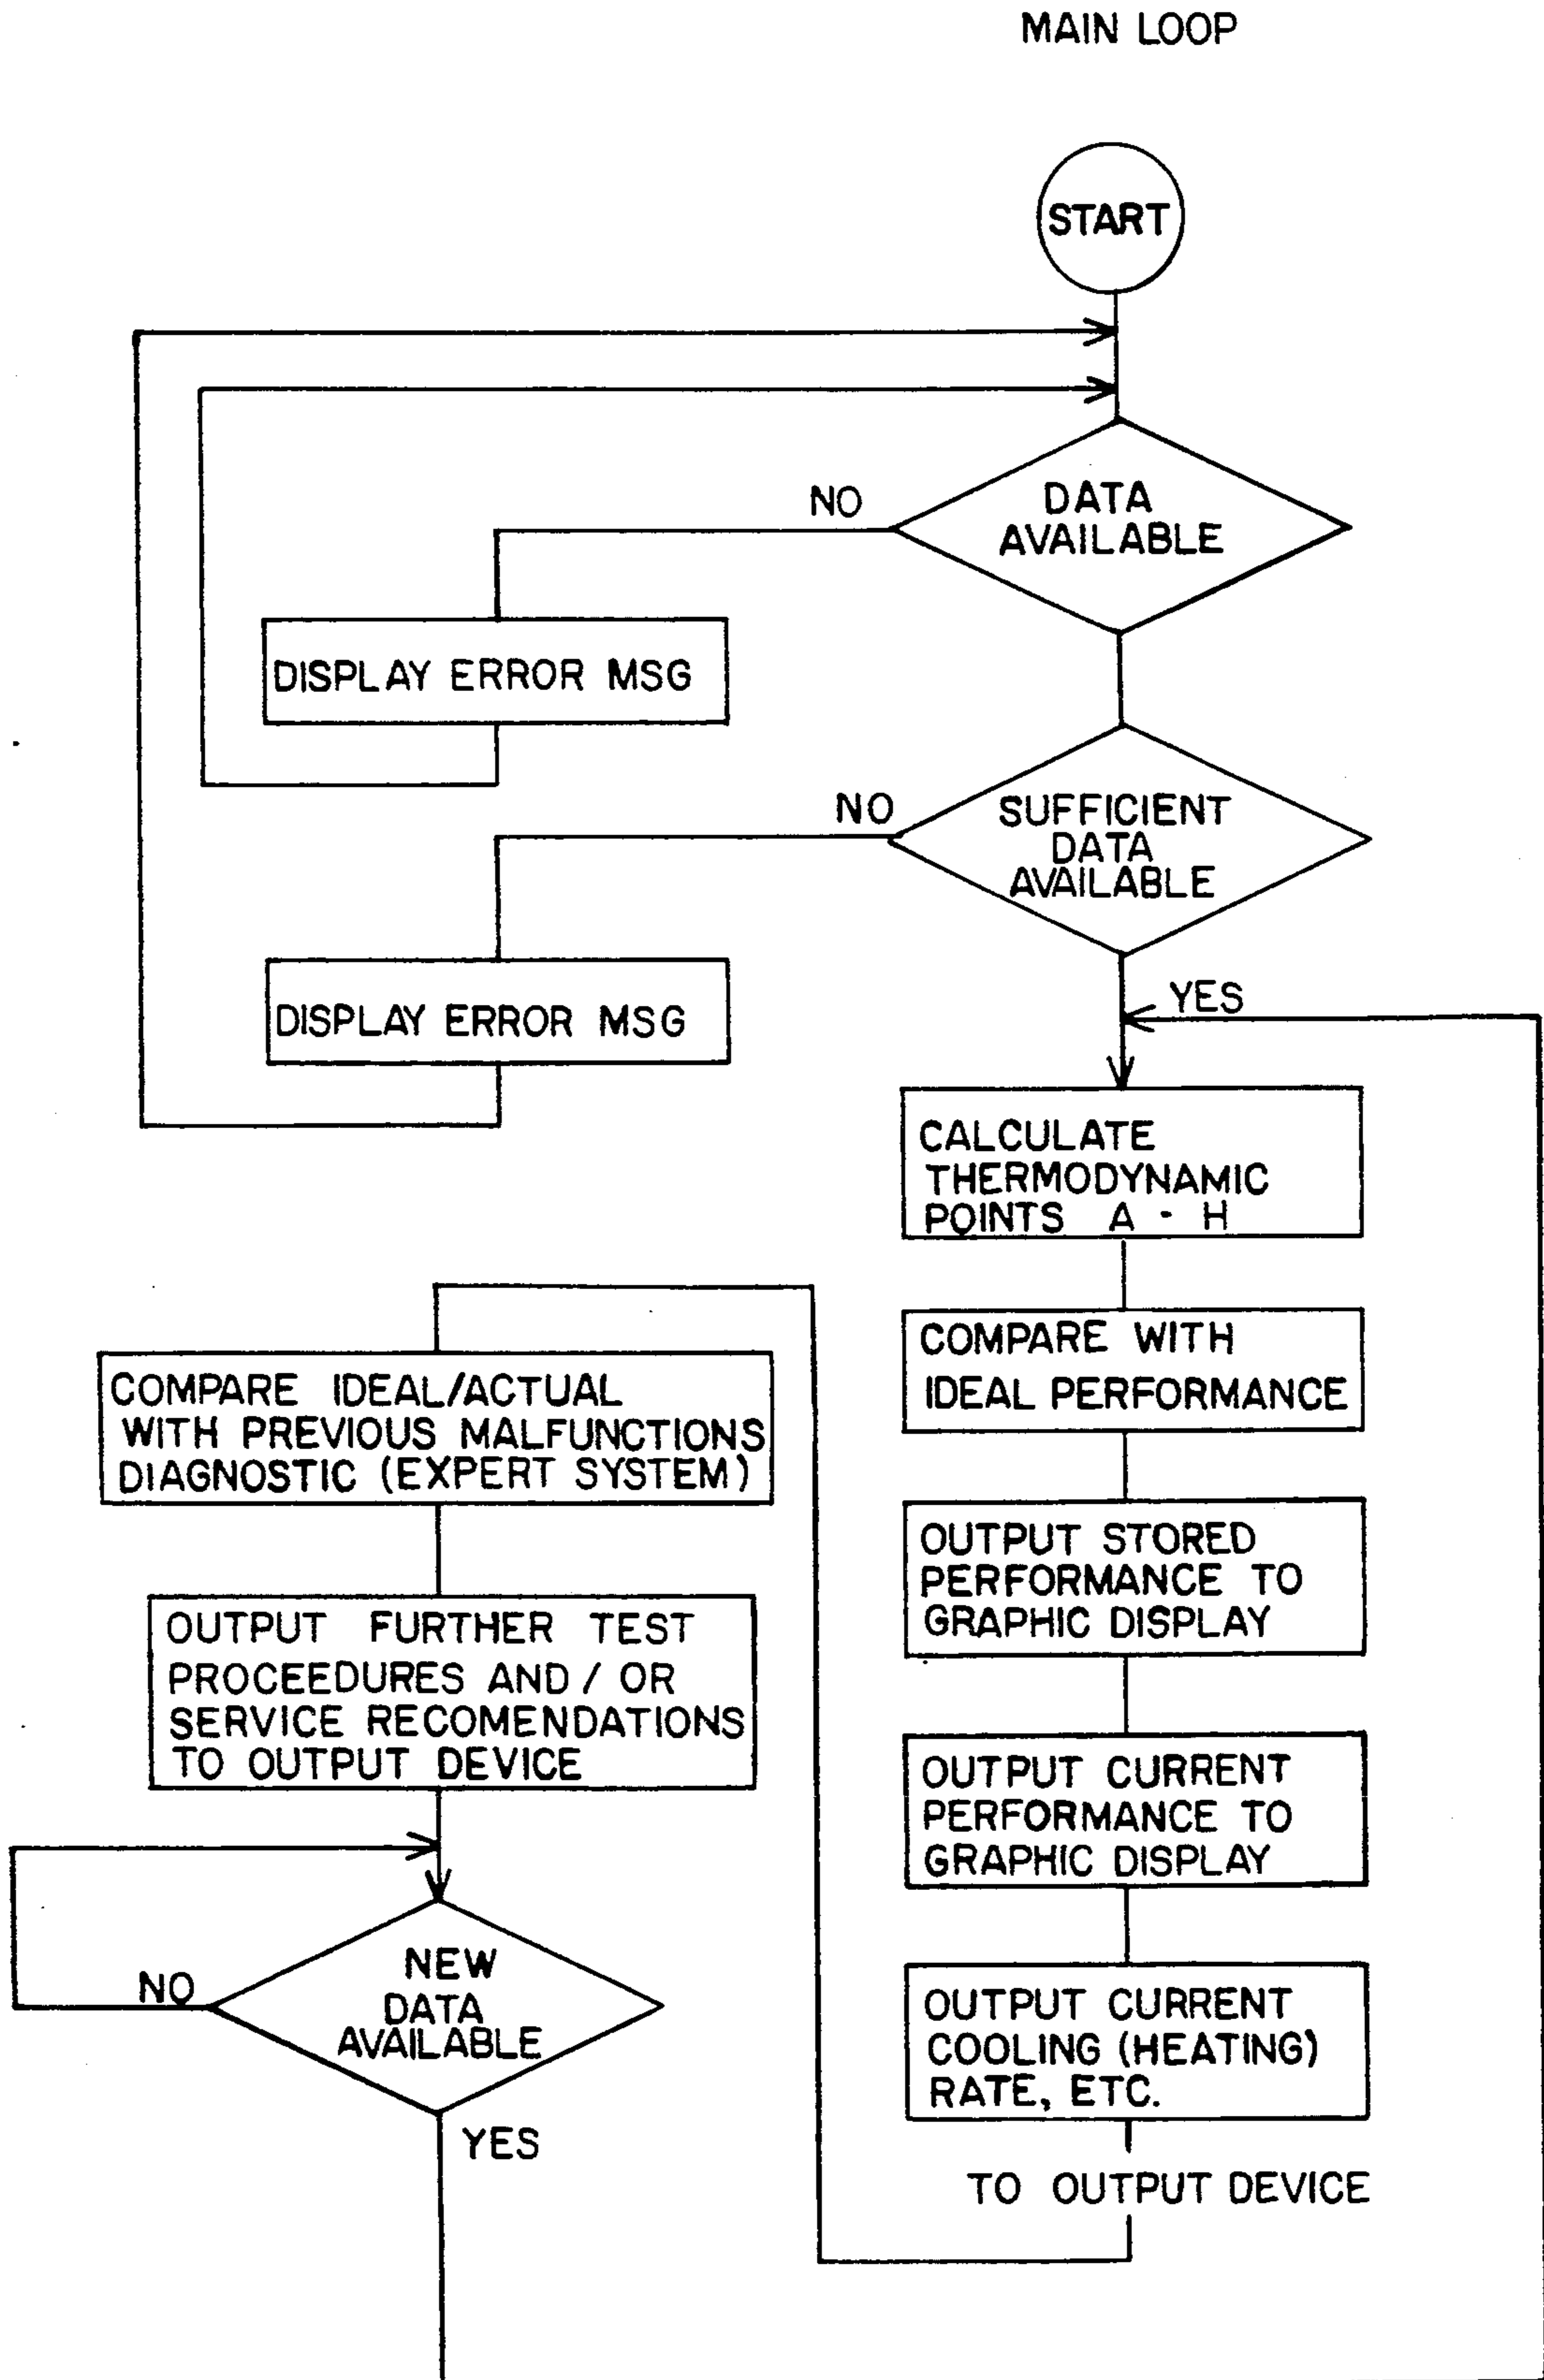 MAIN LOOP
START
DATA
AVAILABLE
NO
DISPLAY ERROR MSG
SUFFICIENT
DATA
AVAILABLE
NO
DISPLAY ERROR MSG
YES
CALCULATE
THERMODYNAMIC
POINTS A - H
COMPARE WITH
IDEAL PERFORMANCE
OUTPUT STORED
PERFORMANCE TO
GRAPHIC DISPLAY
OUTPUT CURRENT
PERFORMANCE TO
GRAPHIC DISPLAY
OUTPUT CURRENT
COOLING (HEATING)
RATE, ETC.
TO OUTPUT DEVICE
COMPARE IDEAL/ACTUAL
WITH PREVIOUS MALFUNCTIONS
DIAGNOSTIC (EXPERT SYSTEM)
OUTPUT FURTHER TEST
PROCEEDURES AND / OR
SERVICE RECOMENDATIONS
TO OUTPUT DEVICE
NEW
DATA
AVAILABLE
NO
YES